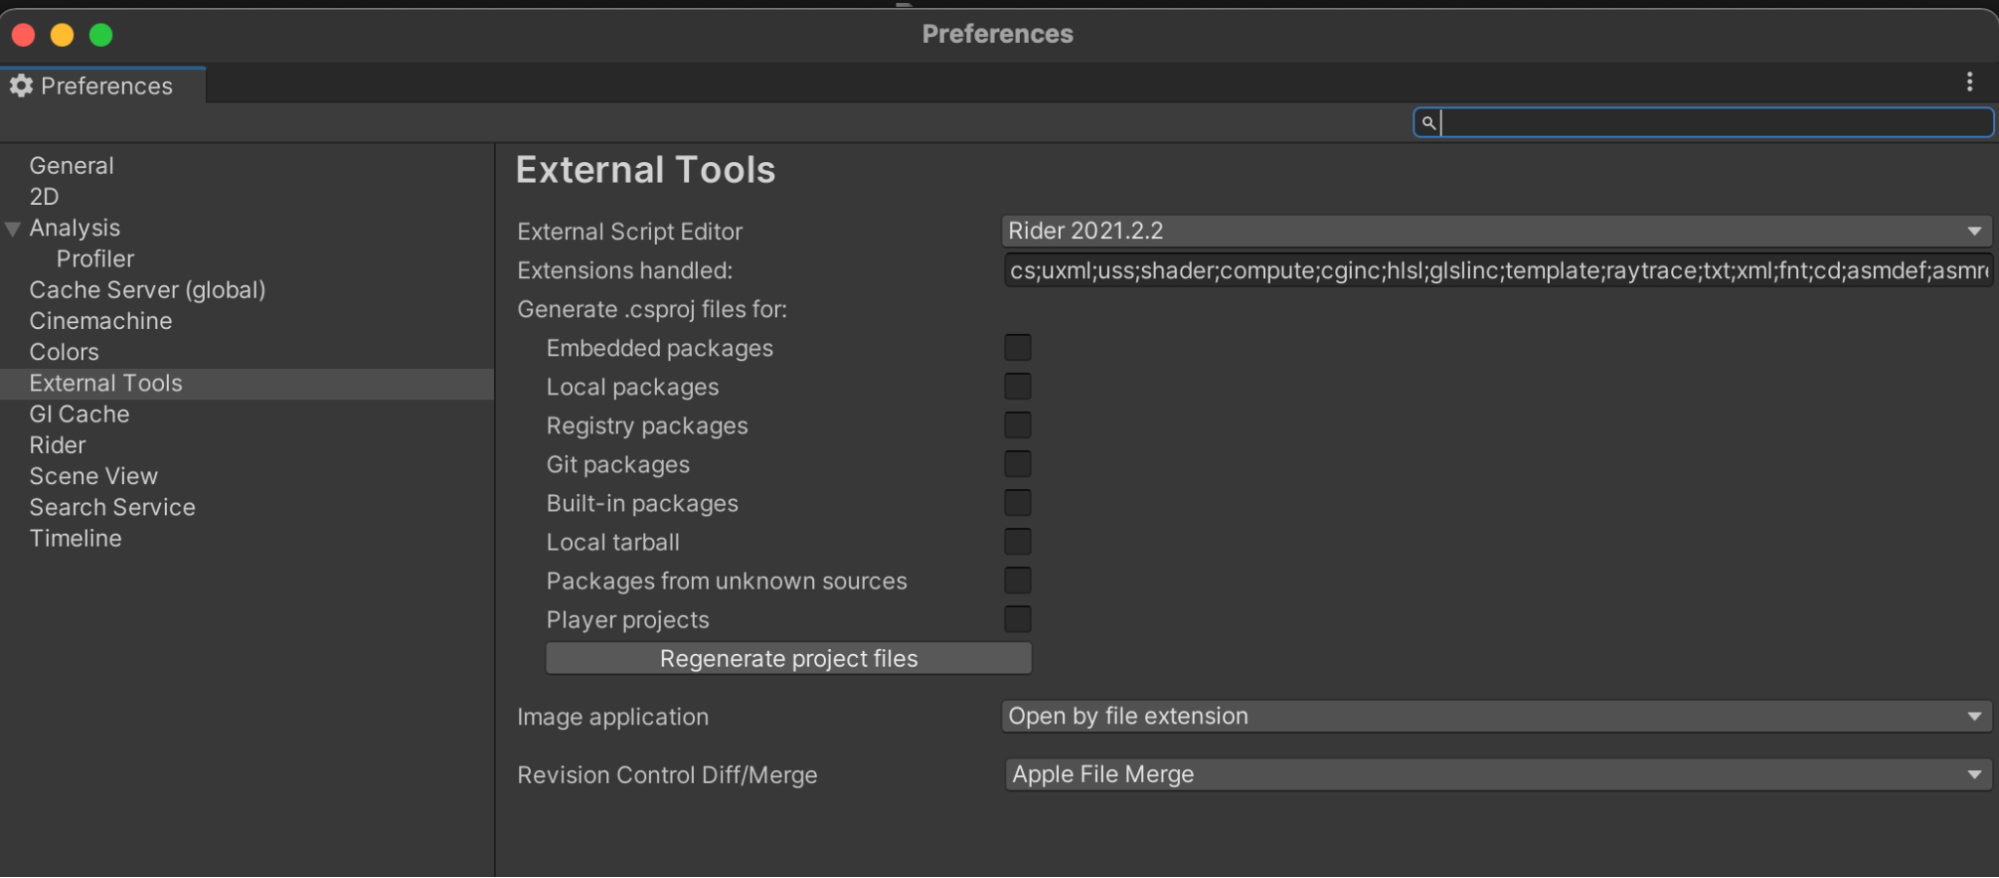 Preferences
Preferences
General
2D
Analysis
Profiler
Cache Server (global)
Cinemachine
Colors
External Tools
GI Cache
Rider
Scene View
Search Service
Timeline
External Tools
External Script Editor Rider 2021.2.2
Extensions handled: cs;uxml;uss;shader;compute;cginc;hlsl;glslinc;template;raytrace;txt;xml;fnt;cd;asmdef;asmre
Generate .csproj files for:
Embedded packages
Local packages
Registry packages
Git packages
Built-in packages
Local tarball
Packages from unknown sources
Player projects
Regenerate project files
Image application Open by file extension
Revision Control Diff/Merge Apple File Merge